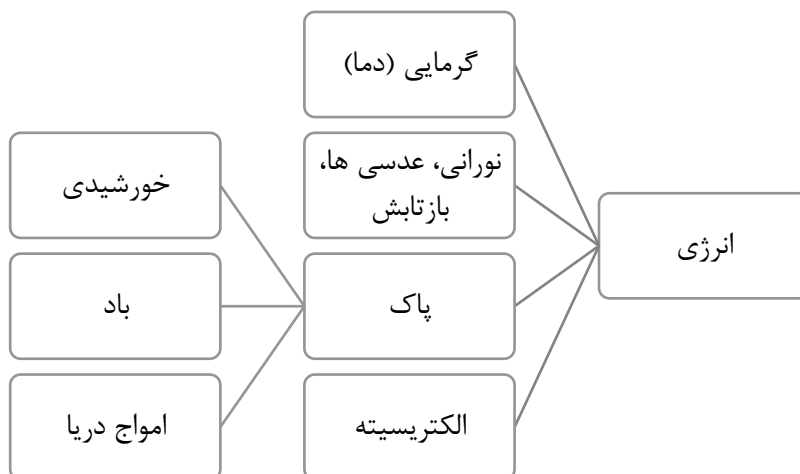 انرژی
گرمایی (دما)
نورانی، عدسی ها،
بازتابش
پاک
الکتریسیته
خورشیدی
باد
امواج دریا